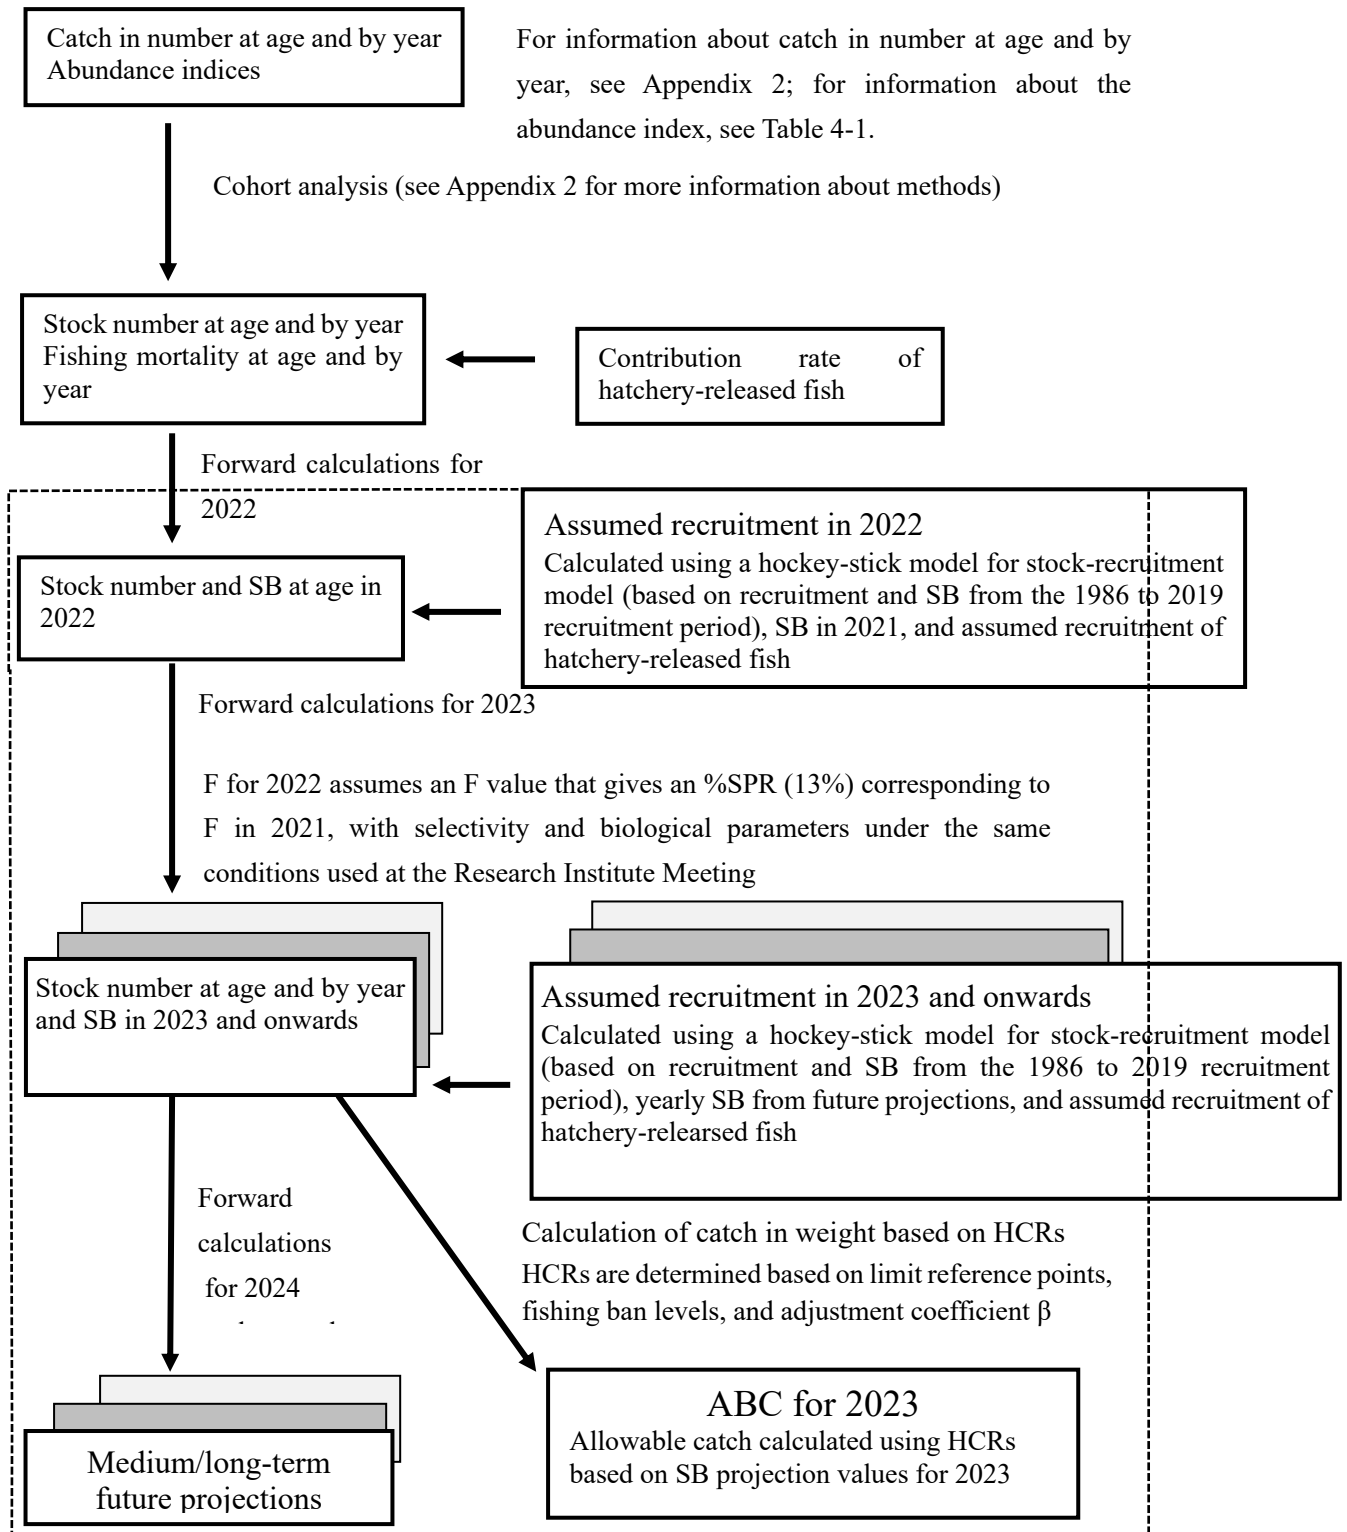 Catch in number at age and by year
Abundance indices
For information about catch in number at age and by
year, see Appendix 2; for information about the
abundance index, see Table 4-1.
Cohort analysis (see Appendix 2 for more information about methods)
Stock number at age and by year
Fishing mortality at age and by
year
Contribution rate of
hatchery-released fish
Forward calculations for
2022
Assumed recruitment in 2022
Calculated using a hockey-stick model for stock-recruitment
model (based on recruitment and SB from the 1986 to 2019
recruitment period), SB in 2021, and assumed recruitment of
hatchery-released fish
Stock number and SB at age in
2022
Forward calculations for 2023
F for 2022 assumes an F value that gives an %SPR (13%) corresponding to
F in 2021, with selectivity and biological parameters under the same
conditions used at the Research Institute Meeting
Stock number at age and by year
and SB in 2023 and onwards
Assumed recruitment in 2023 and onwards
Calculated using a hockey-stick model for stock-recruitment model
(based on recruitment and SB from the 1986 to 2019 recruitment
period), yearly SB from future projections, and assumed recruitment of
hatchery-relearsed fish
Forward
calculations
for 2024
Calculation of catch in weight based on HCRs
HCRs are determined based on limit reference points,
fishing ban levels, and adjustment coefficient β
ABC for 2023
Allowable catch calculated using HCRs
based on SB projection values for 2023
Medium/long-term
future projections